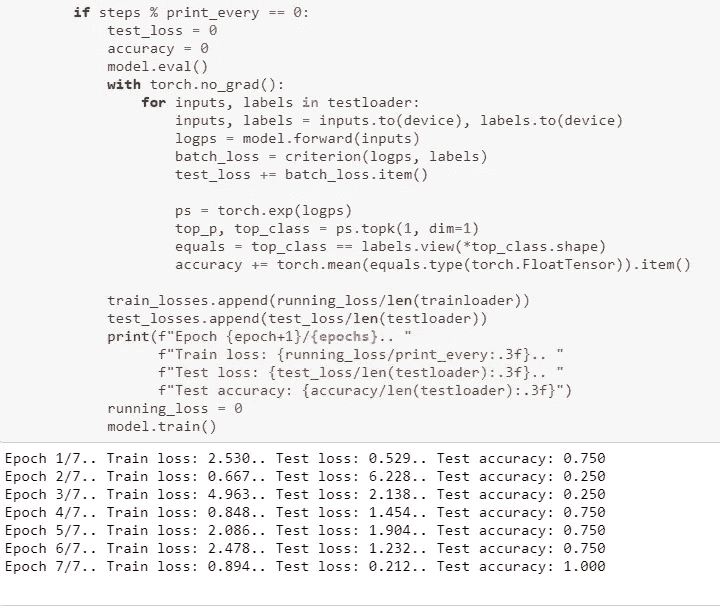 if steps % print_every == 0:
test_loss = 0
accuracy = 0
model.eval()
with torch.no_grad():
for inputs, labels in testloader:
inputs, labels = inputs.to(device), labels.to(device)
logps = model.forward(inputs)
batch_loss = criterion(logps, labels)
test_loss += batch_loss.item()
ps = torch.exp(logps)
top_p, top_class = ps.topk(1, dim=1)
equals = top_class == labels.view(*top_class.shape)
accuracy += torch.mean(equals.type(torch.FloatTensor)).item()
train_losses.append(running_loss/len(trainloader))
test_losses.append(test_loss/len(testloader))
print(f"Epoch {epoch+1}/{epochs}.. "
f"Train loss: {running_loss/print_every:.3f}.. "
f"Test loss: {test_loss/len(testloader):.3f}.. "
f"Test accuracy: {accuracy/len(testloader):.3f}")
running_loss = 0
model.train()
Epoch 1/7.. Train loss: 2.530.. Test loss: 0.529.. Test accuracy: 0.750
Epoch 2/7.. Train loss: 0.667.. Test loss: 6.228.. Test accuracy: 0.250
Epoch 3/7.. Train loss: 4.963.. Test loss: 2.138.. Test accuracy: 0.250
Epoch 4/7.. Train loss: 0.848.. Test loss: 1.454.. Test accuracy: 0.750
Epoch 5/7.. Train loss: 2.086.. Test loss: 1.904.. Test accuracy: 0.750
Epoch 6/7.. Train loss: 2.478.. Test loss: 1.232.. Test accuracy: 0.750
Epoch 7/7.. Train loss: 0.894.. Test loss: 0.212.. Test accuracy: 1.000